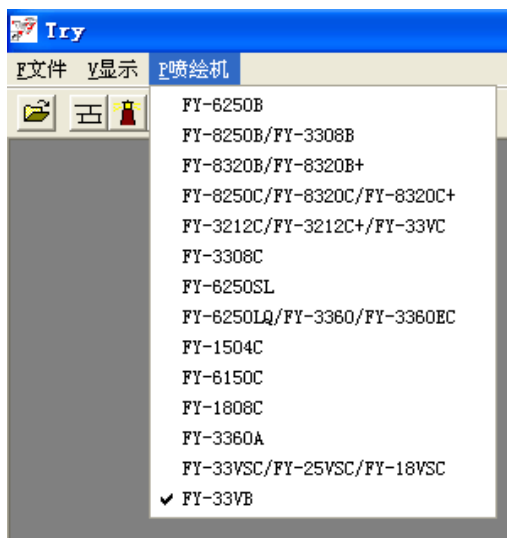 Try
F文件 V显示 P喷绘机
FY-6250B
FY-8250B/FY-3308B
FY-8320B/FY-8320B+
FY-8250C/FY-8320C/FY-8320C+
FY-3212C/FY-3212C+/FY-33VC
FY-3308C
FY-6250SL
FY-6250LQ/FY-3360/FY-3360EC
FY-1504C
FY-6150C
FY-1808C
FY-3360A
FY-33VSC/FY-25VSC/FY-18VSC
FY-33VB